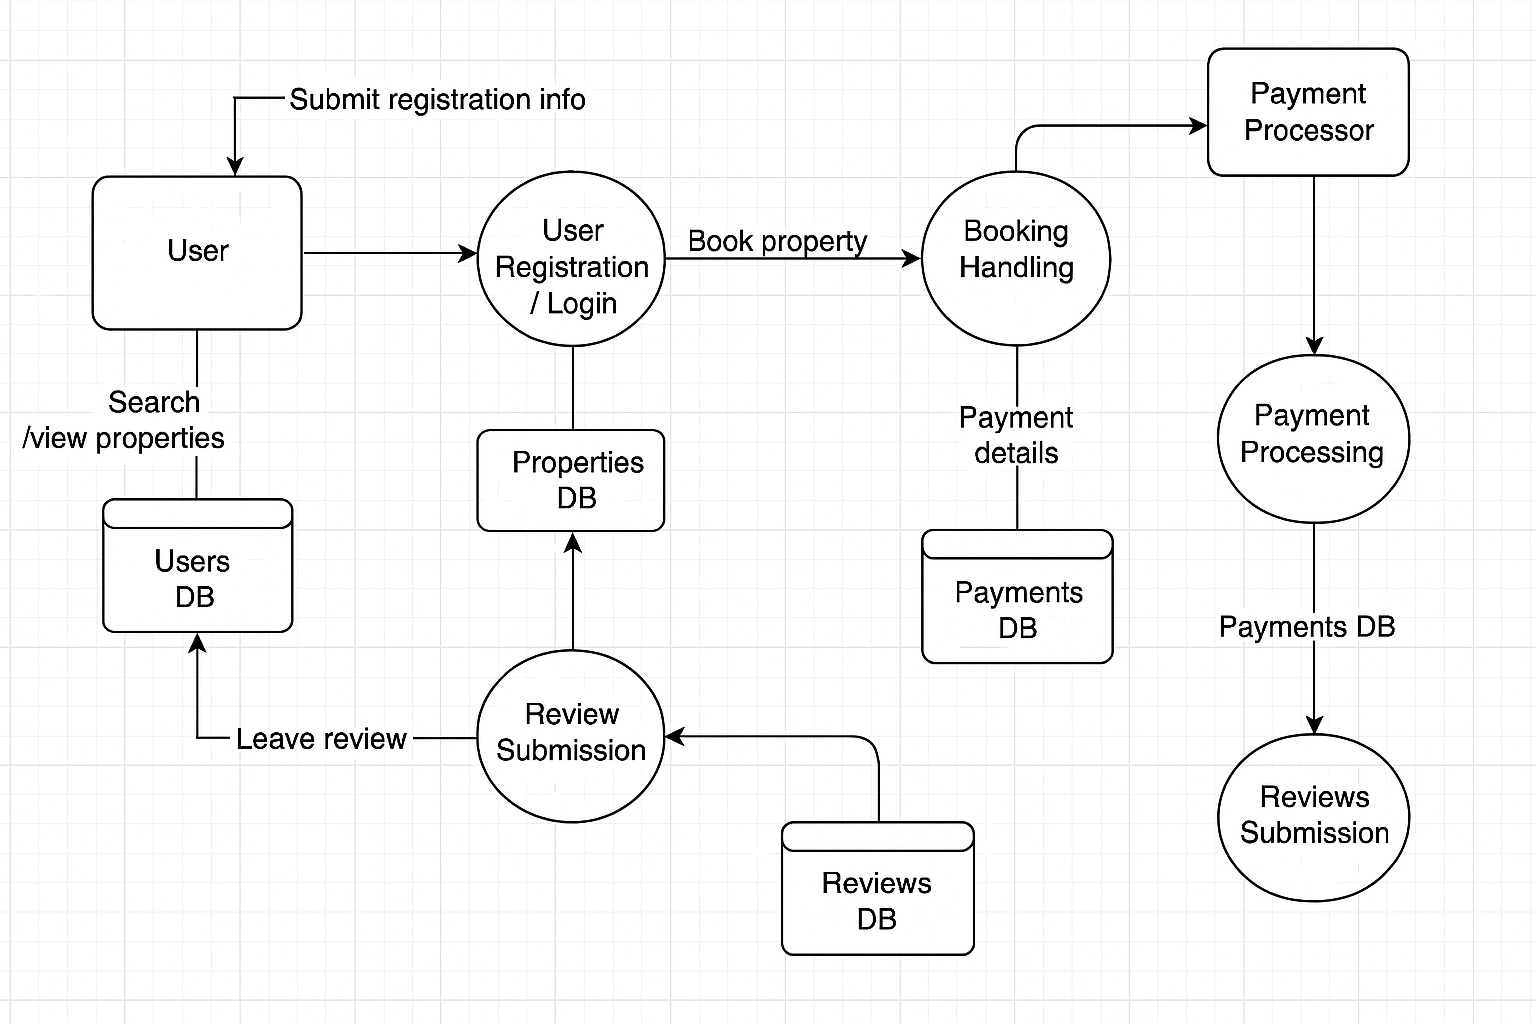 Submit registration info
Payment
Processor
User
User
Registration
/ Login
Book property
Booking
Handling
Search
/view properties
Properties
DB
Payment
details
Payment
Processing
Users
DB
Payments
DB
Payments DB
Leave review
Review
Submission
Reviews
DB
Reviews
Submission